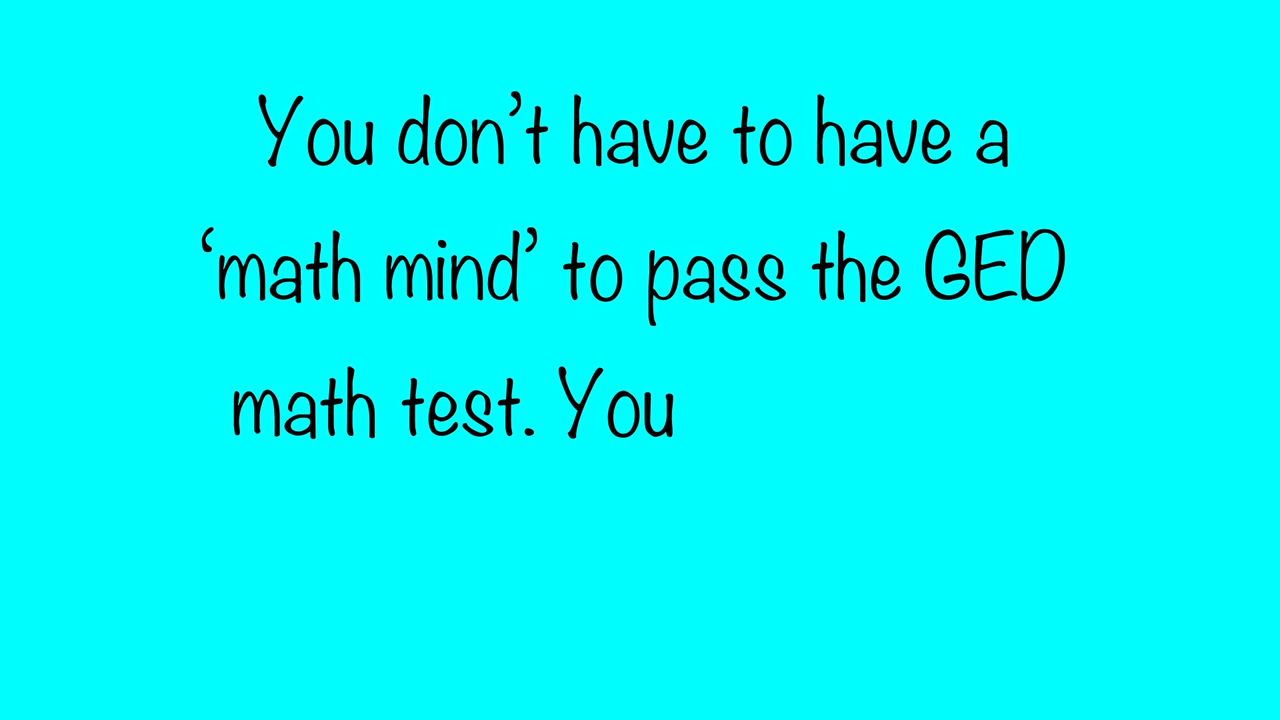 You don’t have to have a
‘math mind’ to pass the GED
math test. You